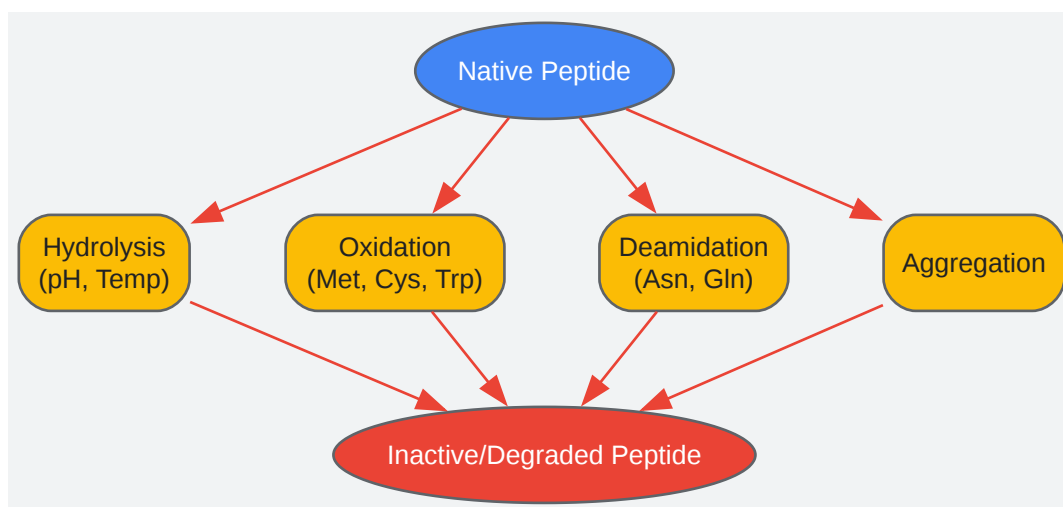 Native Peptide
Hydrolysis
(pH, Temp)
Oxidation
(Met, Cys, Trp)
Deamidation
(Asn, Gln)
Aggregation
Inactive/Degraded Peptide